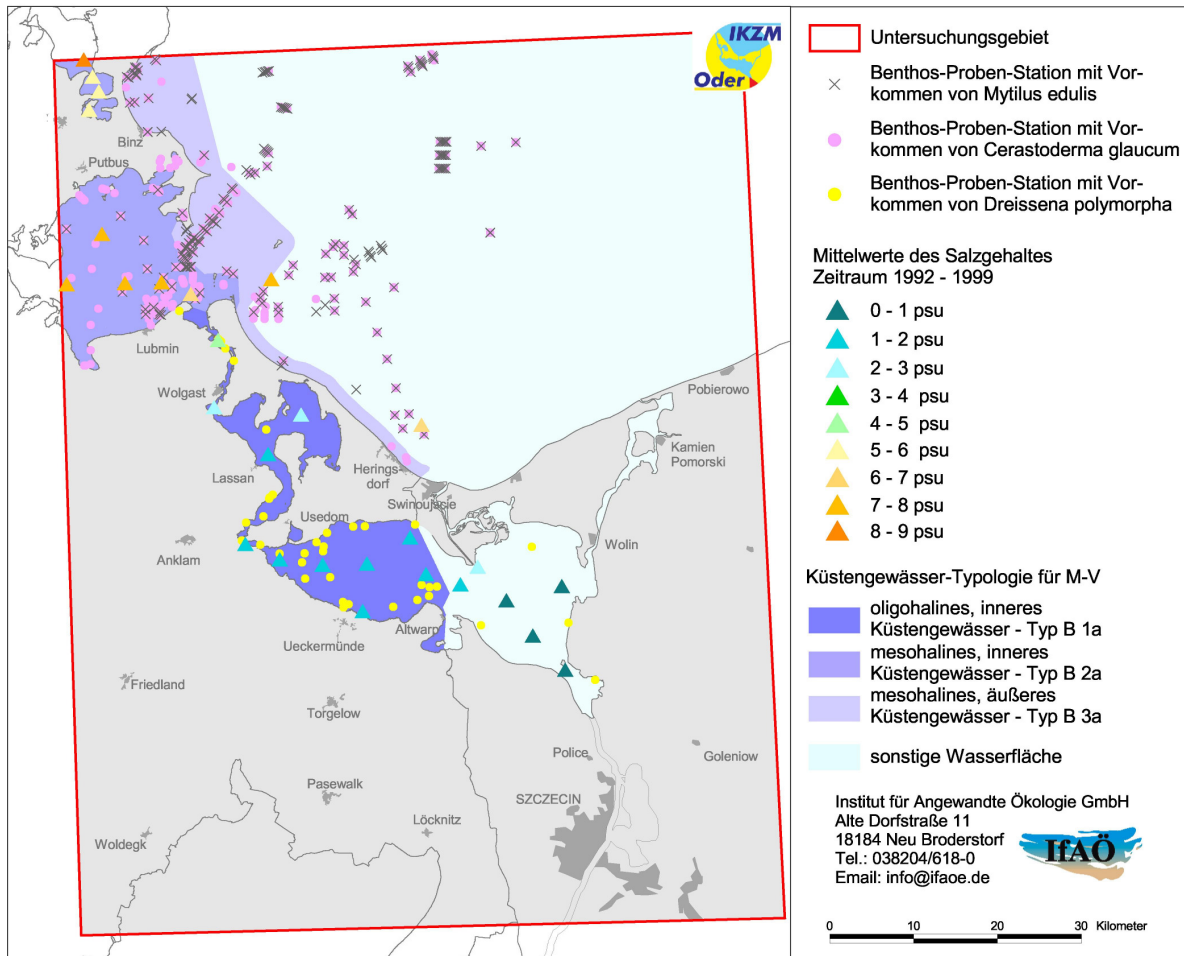 IKZM
Oder
Binz
Putbus
Lubmin
Wolgast
Lassan
Herings-
dorf
Swinoujscie
Usedom
Anklam
Ueckermünde
Altwarp
Wolin
Kamien
Pomorski
Pobierowo
Friedland
Torgelow
Pasewalk
Woldegk
Löcknitz
Police
SZCZECIN
Goleniow
Untersuchungsgebiet
Benthos-Proben-Station mit Vor-
kommen von Mytilus edulis
Benthos-Proben-Station mit Vor-
kommen von Cerastoderma glaucum
Benthos-Proben-Station mit Vor-
kommen von Dreissena polymorpha
Mittelwerte des Salzgehaltes
Zeitraum 1992 - 1999
0 - 1 psu
1 - 2 psu
2 - 3 psu
3 - 4 psu
4 - 5 psu
5 - 6 psu
6 - 7 psu
7 - 8 psu
8 - 9 psu
Küstengewässer-Typologie für M-V
oligohalines, inneres
Küstengewässer - Typ B 1a
mesohalines, inneres
Küstengewässer - Typ B 2a
mesohalines, äußeres
Küstengewässer - Typ B 3a
sonstige Wasserfläche
Institut für Angewandte Ökologie GmbH
Alte Dorfstraße 11
18184 Neu Broderstorf
Tel.: 038204/618-0
Email: info@ifaoe.de
IfAÖ
0 10 20 30 Kilometer